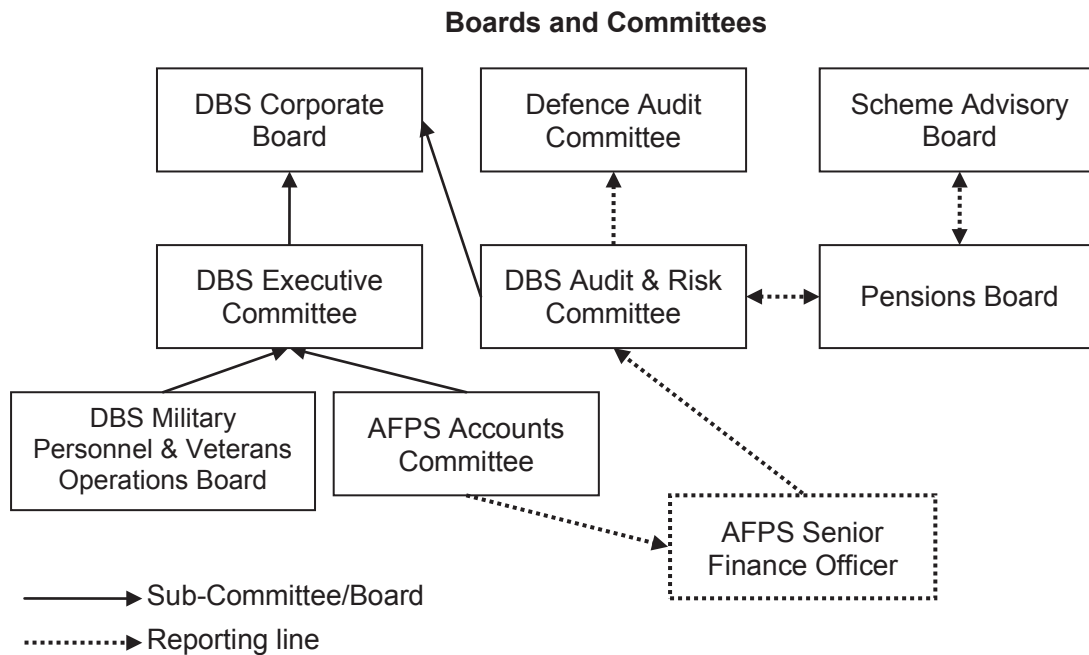 Boards and Committees
DBS Corporate
Board
Defence Audit
Committee
Scheme Advisory
Board
DBS Executive
Committee
DBS Audit & Risk
Committee
Pensions Board
DBS Military
Personnel & Veterans
Operations Board
AFPS Accounts
Committee
AFPS Senior
Finance Officer
Sub-Committee/Board
Reporting line